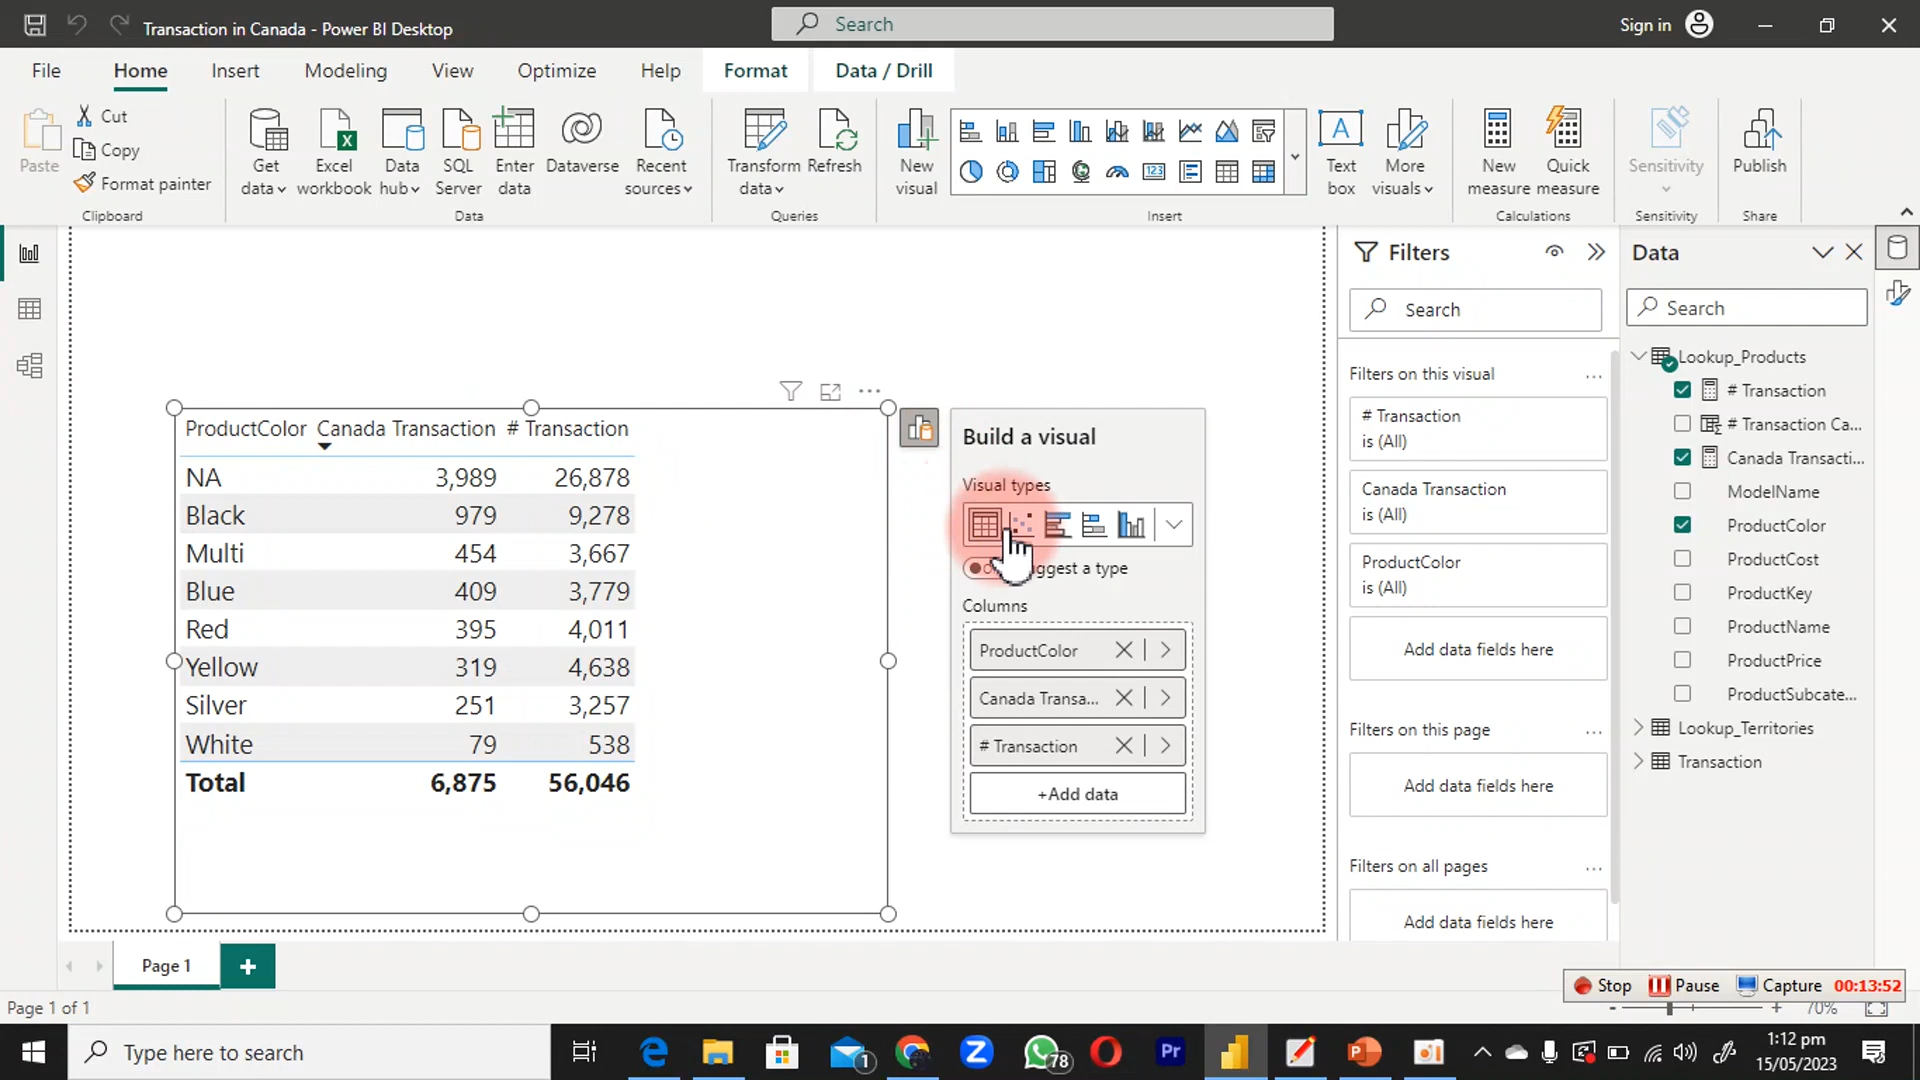 Transaction in Canada - Power BI Desktop
Search
Sign in
File
Home
Insert
Modeling
View
Optimize
Help
Format
Data / Drill
Paste
Cut
Copy
Format painter
Clipboard
Get data
Excel workbook
Data hub
SQL Server
Enter data
Dataverse
Recent sources
Data
Transform data
Refresh
Queries
New visual
Text box
More visuals
Insert
New measure
Quick measure
Calculations
Sensitivity
Sensitivity
Publish
Share
ProductColor Canada Transaction # Transaction
NA 3,989 26,878
Black 979 9,278
Multi 454 3,667
Blue 409 3,779
Red 395 4,011
Yellow 319 4,638
Silver 251 3,257
White 79 538
Total 6,875 56,046
Build a visual
Visual types
ggest a type
Columns
ProductColor
Canada Transa...
# Transaction
+Add data
Filters
Search
Filters on this visual
# Transaction
is (All)
Canada Transaction
is (All)
ProductColor
is (All)
Add data fields here
Filters on this page
Add data fields here
Filters on all pages
Add data fields here
Data
Search
Lookup_Products
# Transaction
# Transaction Ca...
Canada Transacti...
ModelName
ProductColor
ProductCost
ProductKey
ProductName
ProductPrice
ProductSubcate...
Lookup_Territories
Transaction
Page 1
Page 1 of 1
Stop
Pause
Capture
00:13:52
70%
Type here to search
1
78
Pr
1:12 pm
15/05/2023